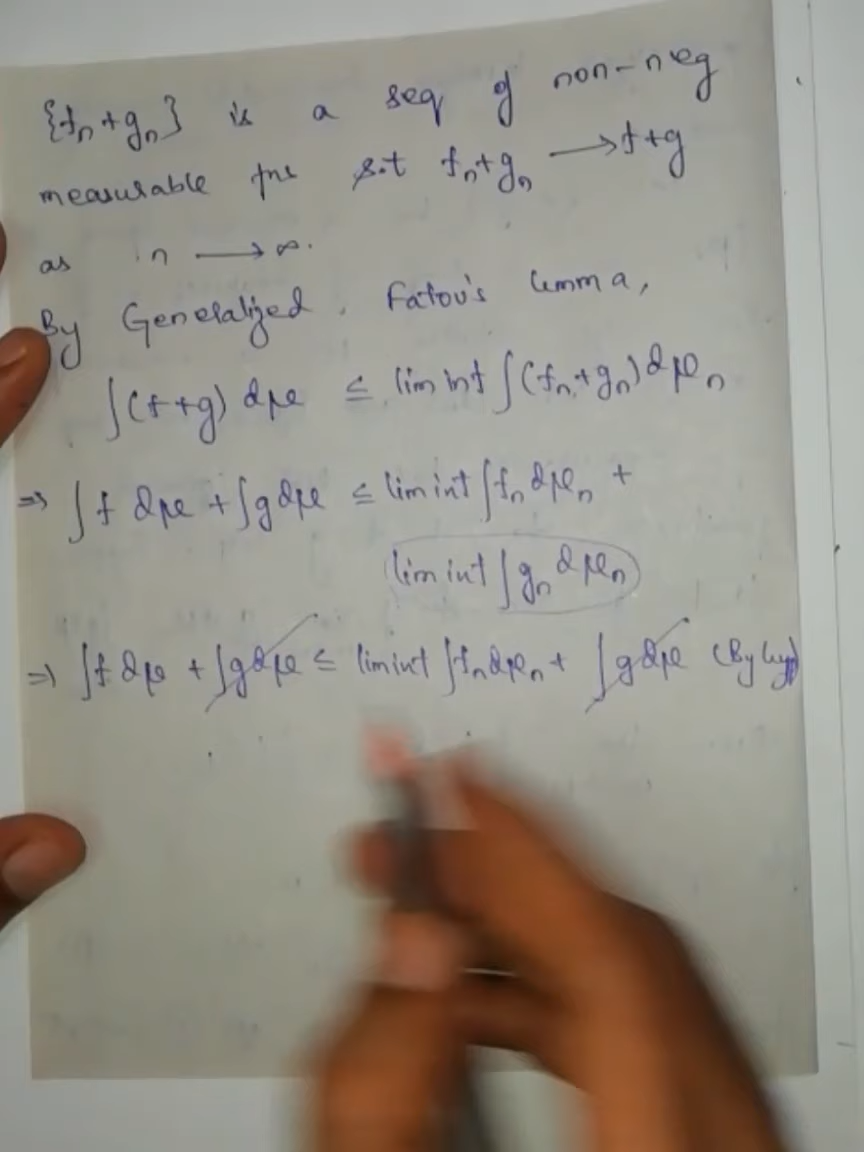 {fn+gn} is a seq of non-neg
measurable fns s.t fn+gn ⟶ f+g
as n ⟶ ∞.
By Generalized Fatou's Lemma,
∫(f+g) dμ ≤ lim inf ∫(fn+gn) dμn
⇒ ∫f dμ + ∫g dμ ≤ lim inf ∫fn dμn +
lim inf ∫gn dμn
⇒ ∫f dμ + ∫g dμ ≤ lim inf ∫fn dμn + ∫g dμ (By hyp)